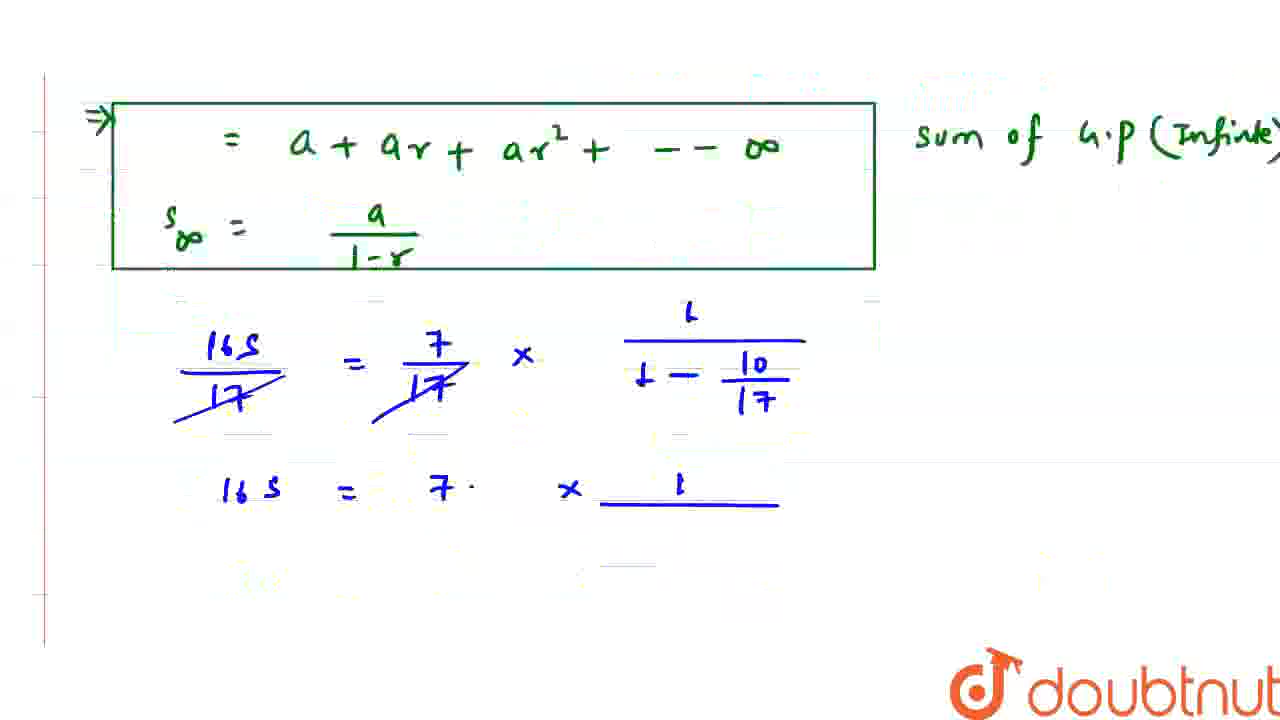 ⇒ = a + ar + ar² + -- ∞ sum of G.P (Infinite)
S∞ = a/(1-r)
16S/17 = 7/17 × 1/(1 - 10/17)
16S = 7· × 1/
doubtnut